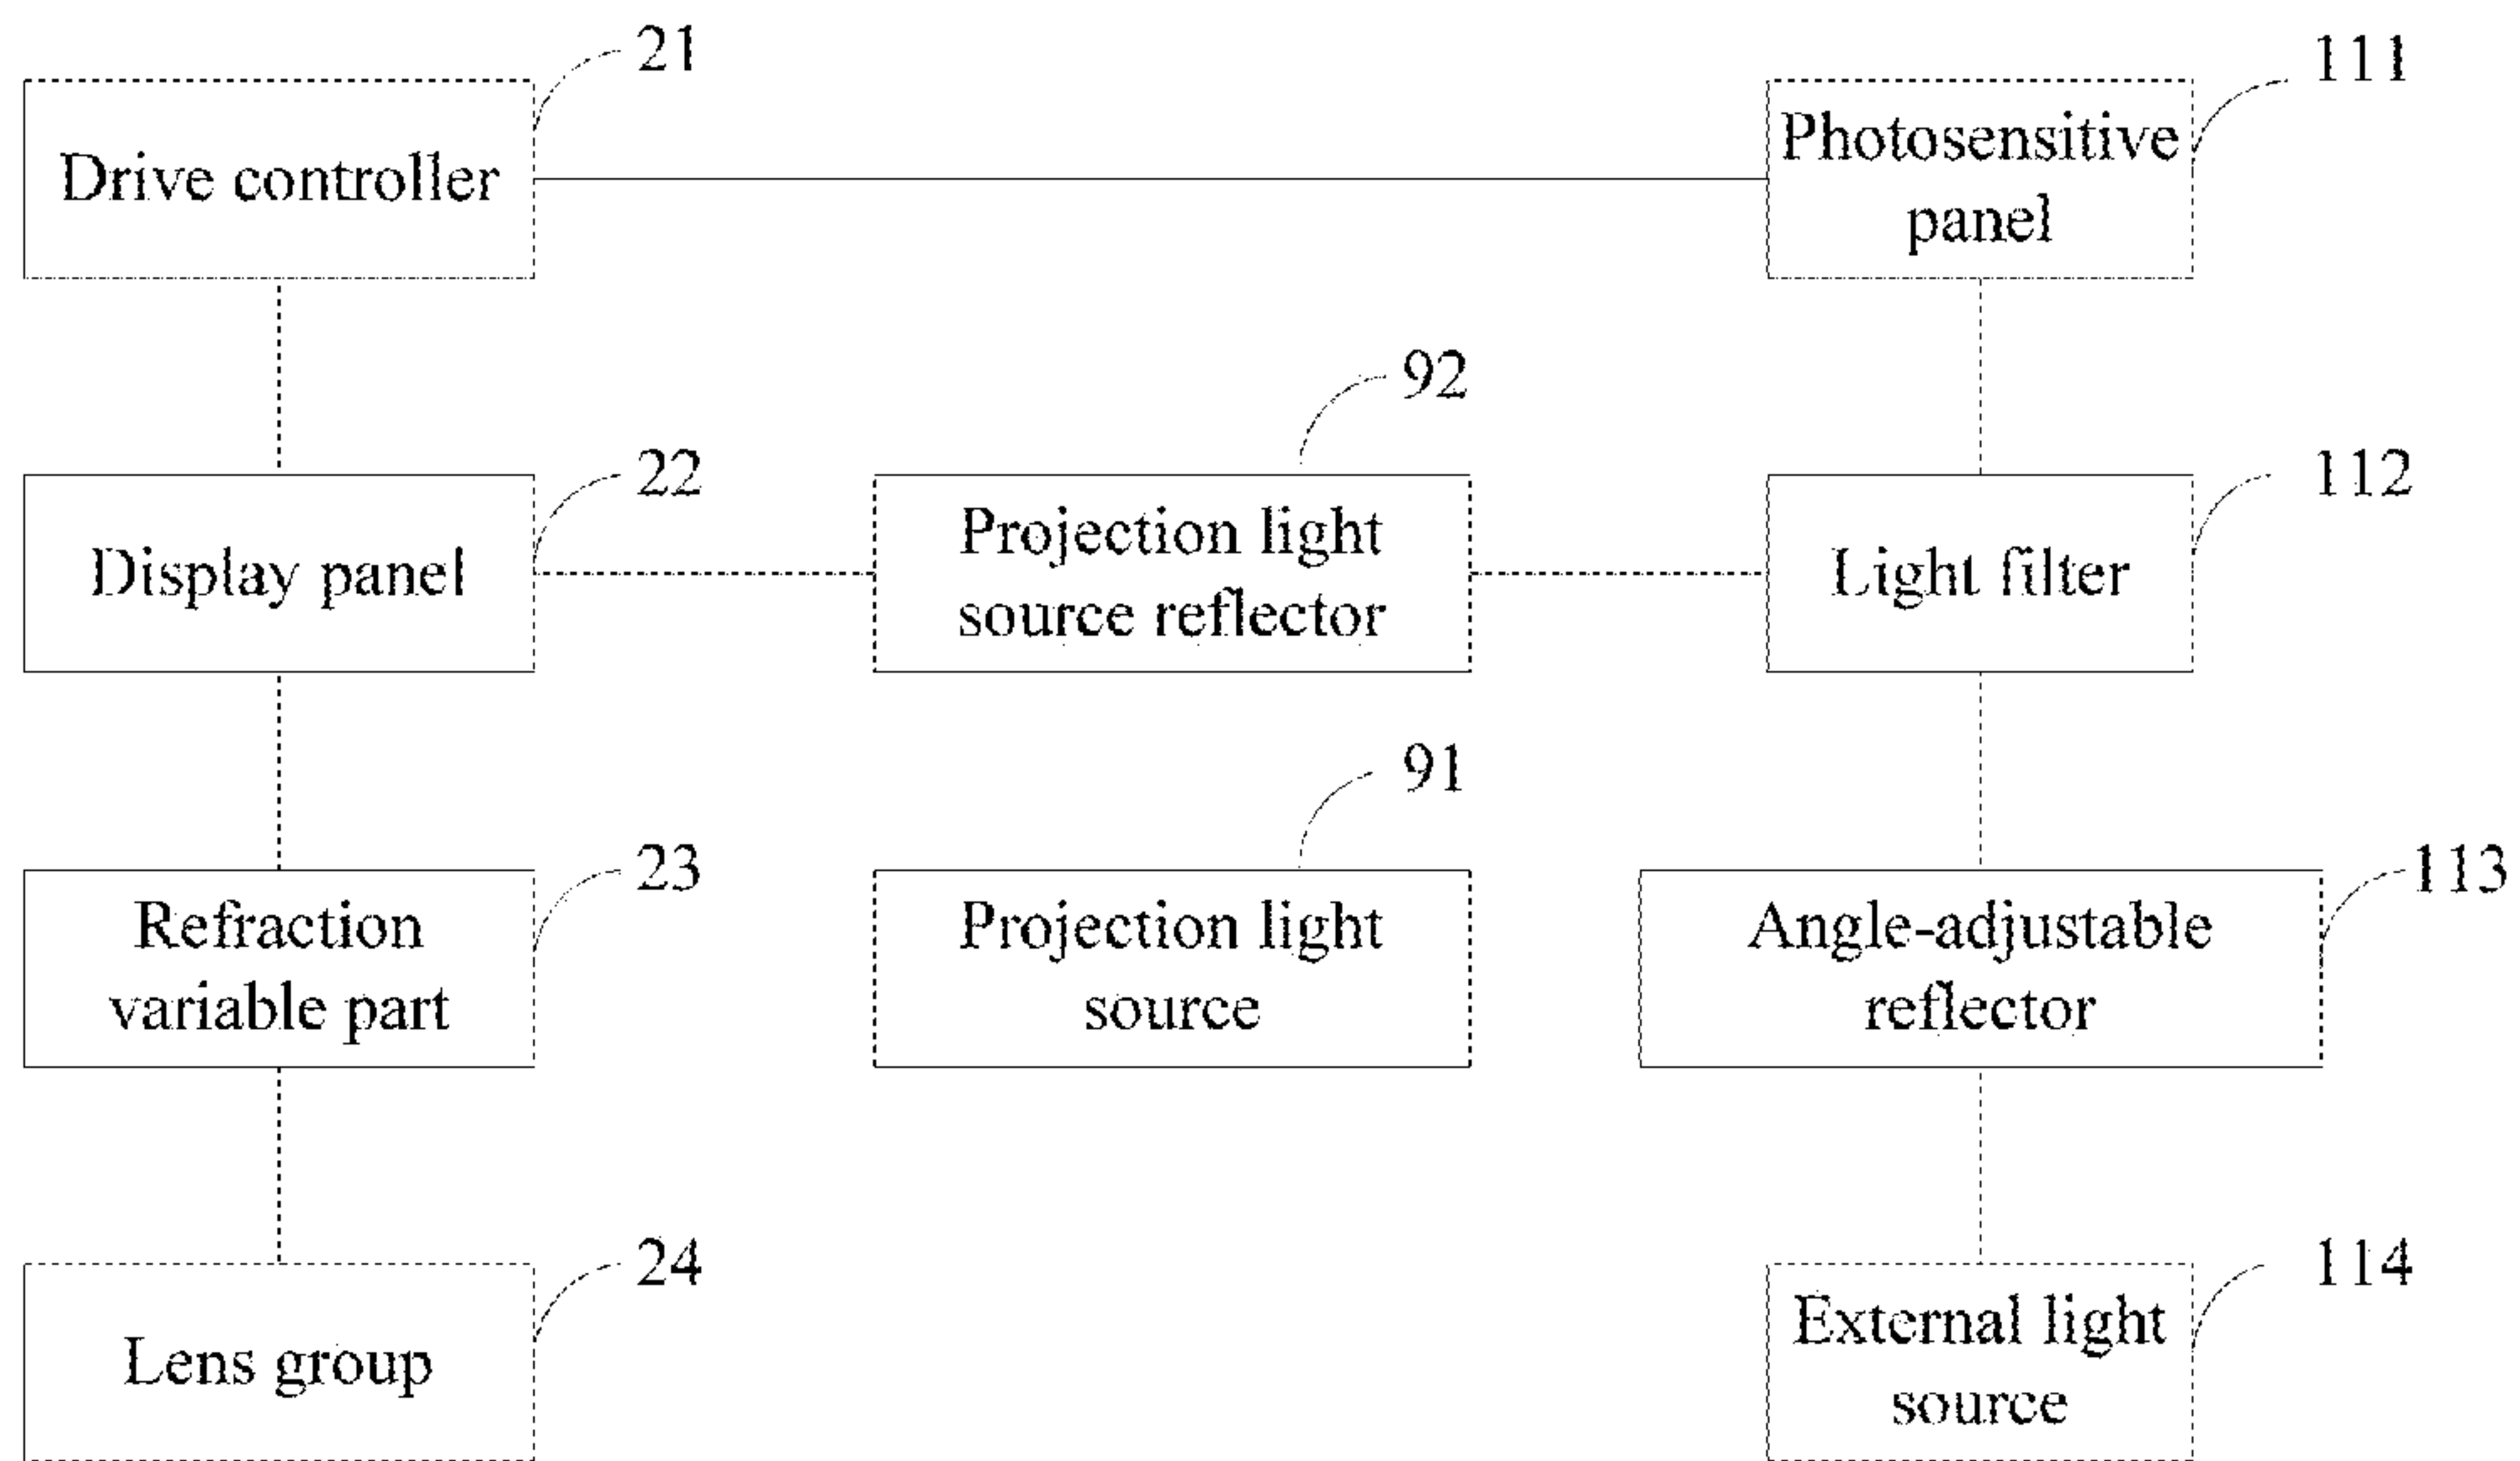 21
111
Drive controller
Photosensitive
panel
92
22
112
Display panel
Projection light
source reflector
Light filter
91
23
113
Refraction
variable part
Projection light
source
Angle-adjustable
reflector
24
114
Lens group
External light
source